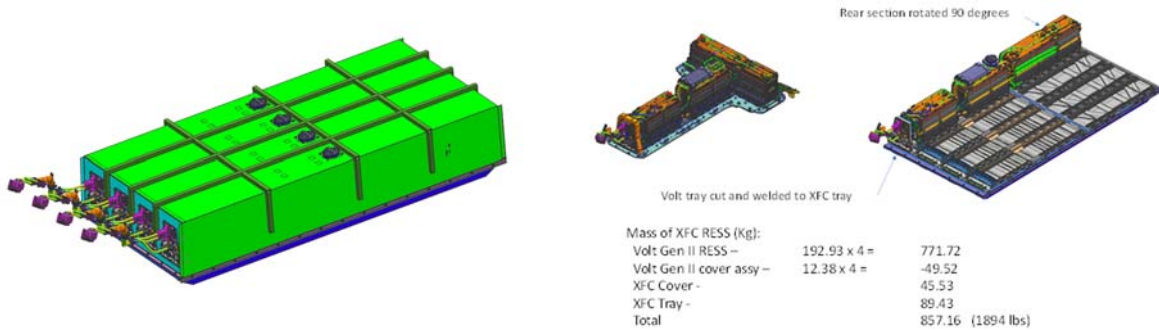 Rear section rotated 90 degrees
Volt tray cut and welded to XFC tray
Mass of XFC RESS (Kg):
Volt Gen II RESS – 192.93 x 4 = 771.72
Volt Gen II cover assy – 12.38 x 4 = -49.52
XFC Cover - 45.53
XFC Tray - 89.43
Total 857.16 (1894 lbs)